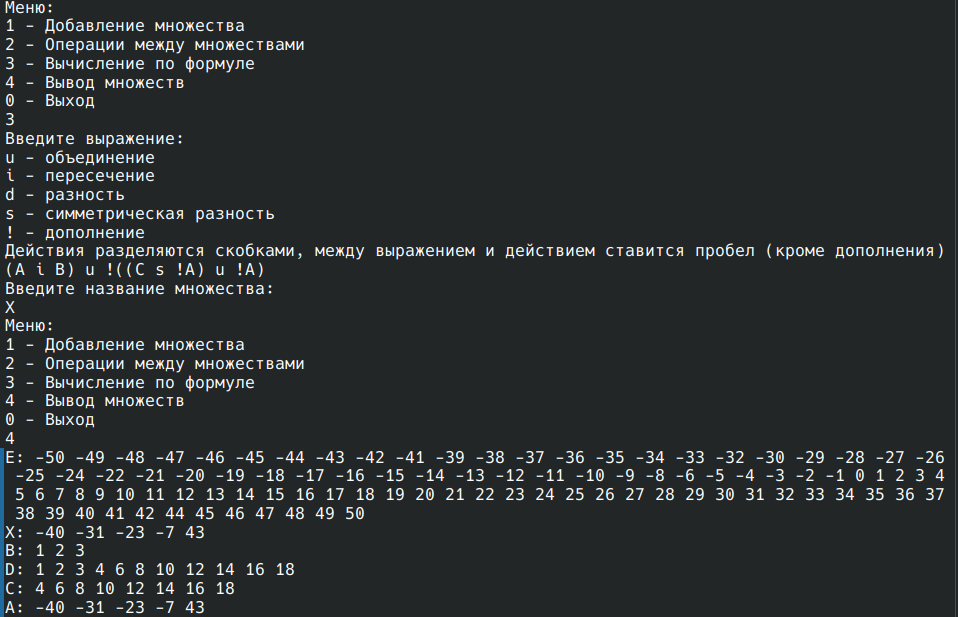 Меню:
1 - Добавление множества
2 - Операции между множествами
3 - Вычисление по формуле
4 - Вывод множеств
0 - Выход
3
Введите выражение:
u - объединение
i - пересечение
d - разность
s - симметрическая разность
! - дополнение
Действия разделяются скобками, между выражением и действием ставится пробел (кроме дополнения)
(A i B) u !((C s !A) u !A)
Введите название множества:
X
Меню:
1 - Добавление множества
2 - Операции между множествами
3 - Вычисление по формуле
4 - Вывод множеств
0 - Выход
4
E: -50 -49 -48 -47 -46 -45 -44 -43 -42 -41 -39 -38 -37 -36 -35 -34 -33 -32 -30 -29 -28 -27 -26
-25 -24 -22 -21 -20 -19 -18 -17 -16 -15 -14 -13 -12 -11 -10 -9 -8 -6 -5 -4 -3 -2 -1 0 1 2 3 4
5 6 7 8 9 10 11 12 13 14 15 16 17 18 19 20 21 22 23 24 25 26 27 28 29 30 31 32 33 34 35 36 37
38 39 40 41 42 44 45 46 47 48 49 50
X: -40 -31 -23 -7 43
B: 1 2 3
D: 1 2 3 4 6 8 10 12 14 16 18
C: 4 6 8 10 12 14 16 18
A: -40 -31 -23 -7 43